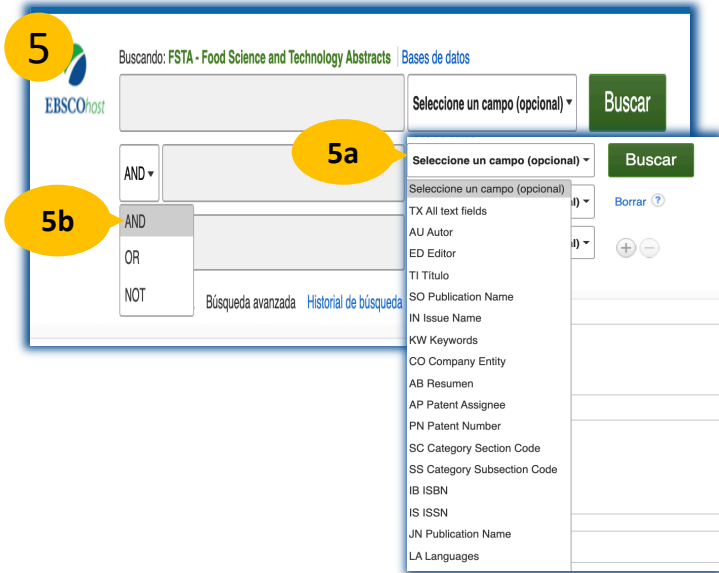 5
Buscando: FSTA - Food Science and Technology Abstracts | Bases de datos
EBSCOhost
Seleccione un campo (opcional)
Buscar
5a
Seleccione un campo (opcional)
Buscar
AND
Seleccione un campo (opcional)
5b
AND
OR
NOT
TX All text fields
al)
Borrar ?
AU Autor
ED Editor
al)
TI Título
SO Publication Name
Búsqueda avanzada Historial de búsqueda
IN Issue Name
KW Keywords
CO Company Entity
AB Resumen
AP Patent Assignee
PN Patent Number
SC Category Section Code
SS Category Subsection Code
IB ISBN
IS ISSN
JN Publication Name
LA Languages